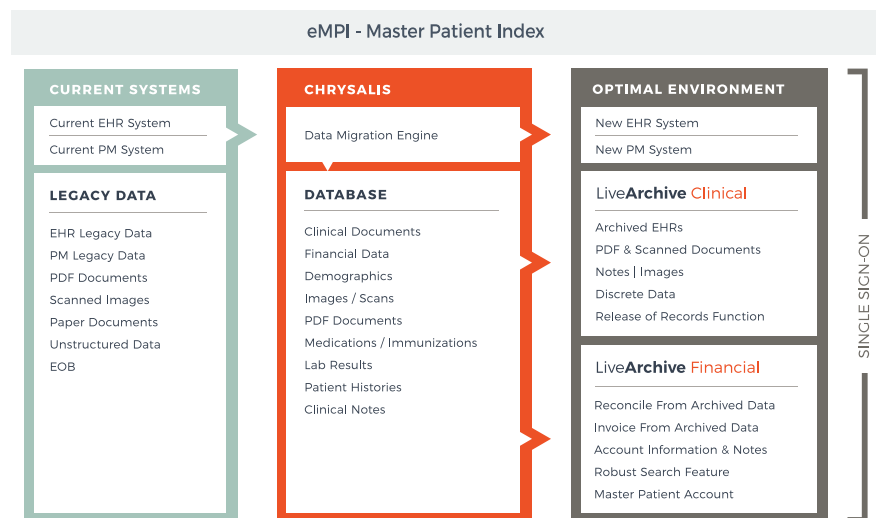 eMPI - Master Patient Index
CURRENT SYSTEMS
Current EHR System
Current PM System
LEGACY DATA
EHR Legacy Data
PM Legacy Data
PDF Documents
Scanned Images
Paper Documents
Unstructured Data
EOB
CHRYSALIS
Data Migration Engine
DATABASE
Clinical Documents
Financial Data
Demographics
Images / Scans
PDF Documents
Medications / Immunizations
Lab Results
Patient Histories
Clinical Notes
OPTIMAL ENVIRONMENT
New EHR System
New PM System
LiveArchive Clinical
Archived EHRs
PDF & Scanned Documents
Notes | Images
Discrete Data
Release of Records Function
LiveArchive Financial
Reconcile From Archived Data
Invoice From Archived Data
Account Information & Notes
Robust Search Feature
Master Patient Account
SINGLE SIGN-ON